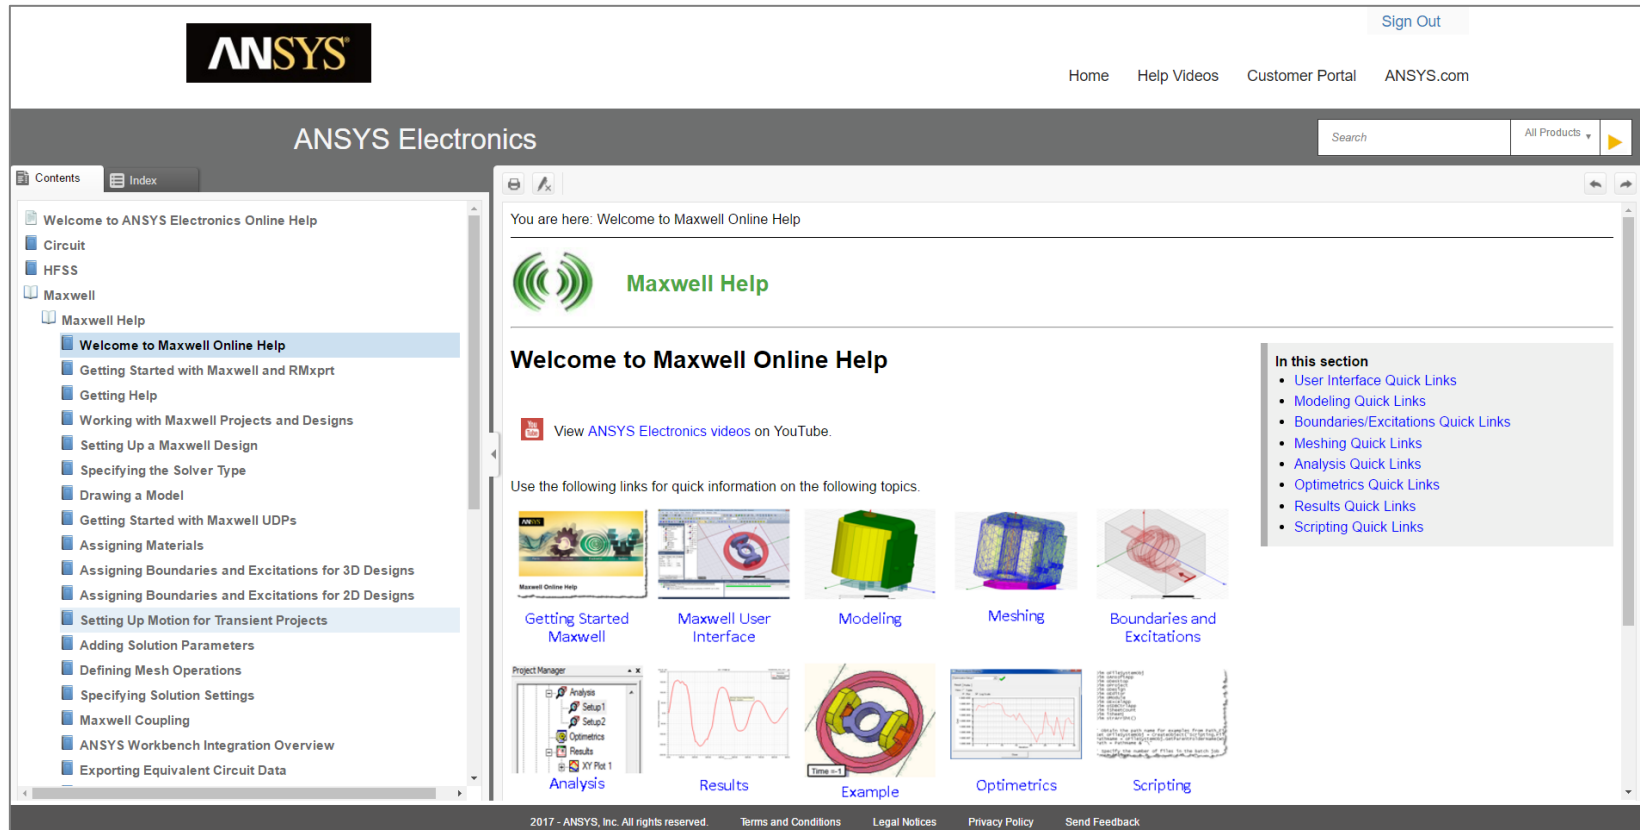 Sign Out
ANSYS
Home Help Videos Customer Portal ANSYS.com
ANSYS Electronics
Search All Products
Contents Index
Welcome to ANSYS Electronics Online Help
Circuit
HFSS
Maxwell
Maxwell Help
Welcome to Maxwell Online Help
Getting Started with Maxwell and RMxprt
Getting Help
Working with Maxwell Projects and Designs
Setting Up a Maxwell Design
Specifying the Solver Type
Drawing a Model
Getting Started with Maxwell UDPs
Assigning Materials
Assigning Boundaries and Excitations for 3D Designs
Assigning Boundaries and Excitations for 2D Designs
Setting Up Motion for Transient Projects
Adding Solution Parameters
Defining Mesh Operations
Specifying Solution Settings
Maxwell Coupling
ANSYS Workbench Integration Overview
Exporting Equivalent Circuit Data
You are here: Welcome to Maxwell Online Help
Maxwell Help
Welcome to Maxwell Online Help
You Tube View ANSYS Electronics videos on YouTube.
Use the following links for quick information on the following topics.
ANSYS
Maxwell Online Help
Getting Started Maxwell
Maxwell User Interface
Modeling
Meshing
Boundaries and Excitations
Project Manager
Analysis
Setup1
Setup2
Optimetrics
Results
XY Plot 1
Time =-1
Analysis
Results
Example
Optimetrics
Scripting
In this section
User Interface Quick Links
Modeling Quick Links
Boundaries/Excitations Quick Links
Meshing Quick Links
Analysis Quick Links
Optimetrics Quick Links
Results Quick Links
Scripting Quick Links
2017 - ANSYS, Inc. All rights reserved. Terms and Conditions Legal Notices Privacy Policy Send Feedback